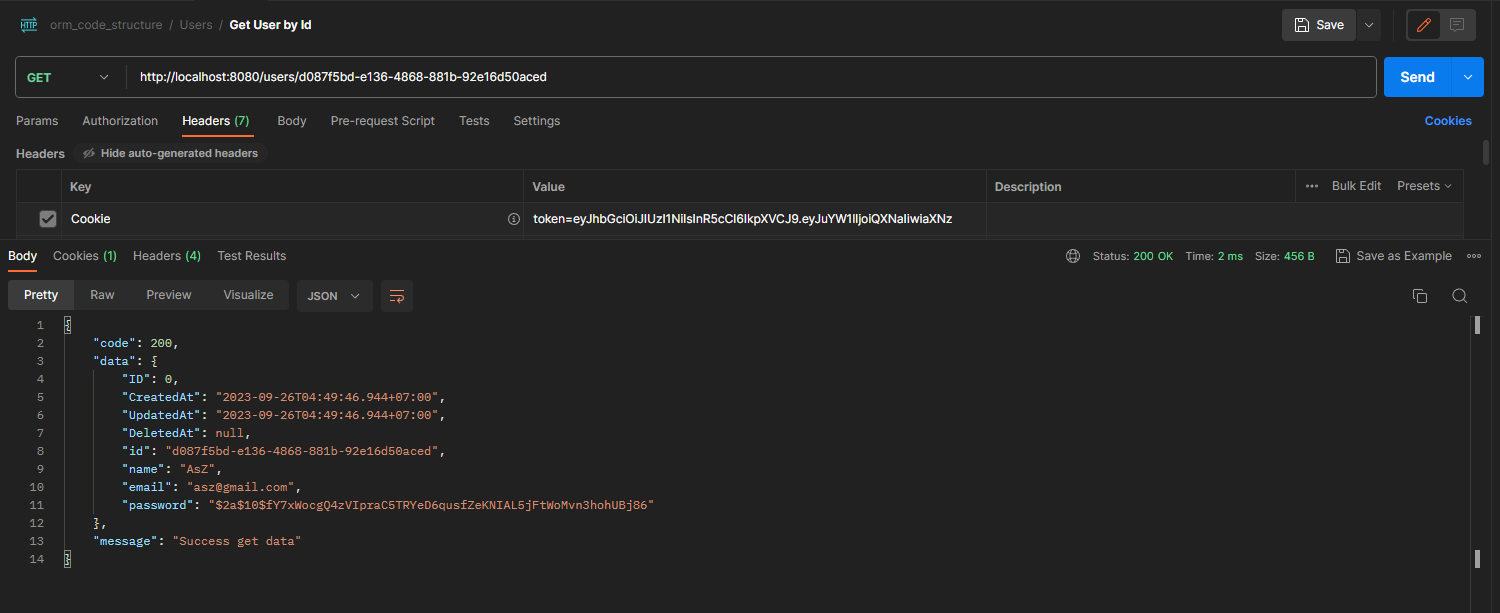 HTTP orm_code_structure / Users / Get User by Id Save
GET http://localhost:8080/users/d087f5bd-e136-4868-881b-92e16d50aced Send
Params Authorization Headers (7) Body Pre-request Script Tests Settings Cookies
Headers Hide auto-generated headers
Key Value Description Bulk Edit Presets
Cookie token=eyJhbGciOiJIUzI1NiIsInR5cCI6IkpXVCJ9.eyJuYW1lIjoiQXNaIiwiaXNz
Body Cookies (1) Headers (4) Test Results Status: 200 OK Time: 2 ms Size: 456 B Save as Example
Pretty Raw Preview Visualize JSON
1 {
2 "code": 200,
3 "data": {
4 "ID": 0,
5 "CreatedAt": "2023-09-26T04:49:46.944+07:00",
6 "UpdatedAt": "2023-09-26T04:49:46.944+07:00",
7 "DeletedAt": null,
8 "id": "d087f5bd-e136-4868-881b-92e16d50aced",
9 "name": "AsZ",
10 "email": "asz@gmail.com",
11 "password": "$2a$10$fY7xWocgQ4zVIpraC5TRYeD6qusfZeKNIAL5jFtWoMvn3hohUBj86"
12 },
13 "message": "Success get data"
14 }